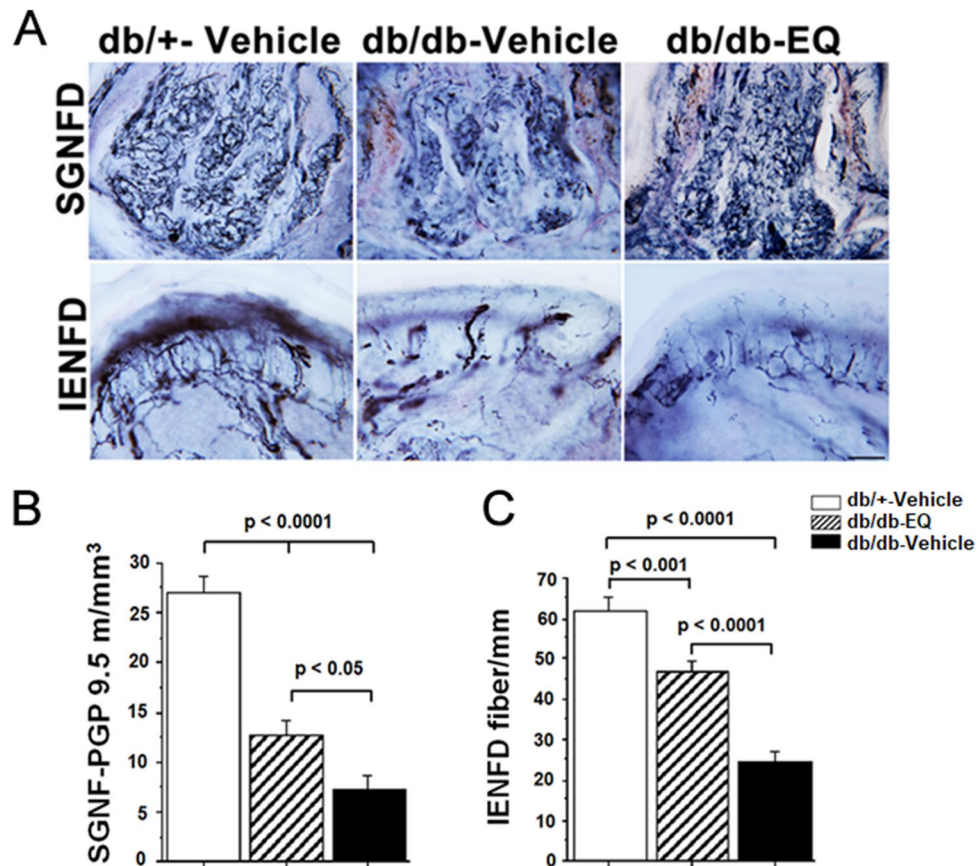 A
db/+- Vehicle db/db-Vehicle db/db-EQ
SGNFD
IENFD
B
SGNF-PGP 9.5 m/mm³
30
25
20
15
10
5
0
p < 0.0001
p < 0.05
C
db/+-Vehicle
db/db-EQ
db/db-Vehicle
IENFD fiber/mm
70
60
50
40
30
20
10
0
p < 0.0001
p < 0.001
p < 0.0001